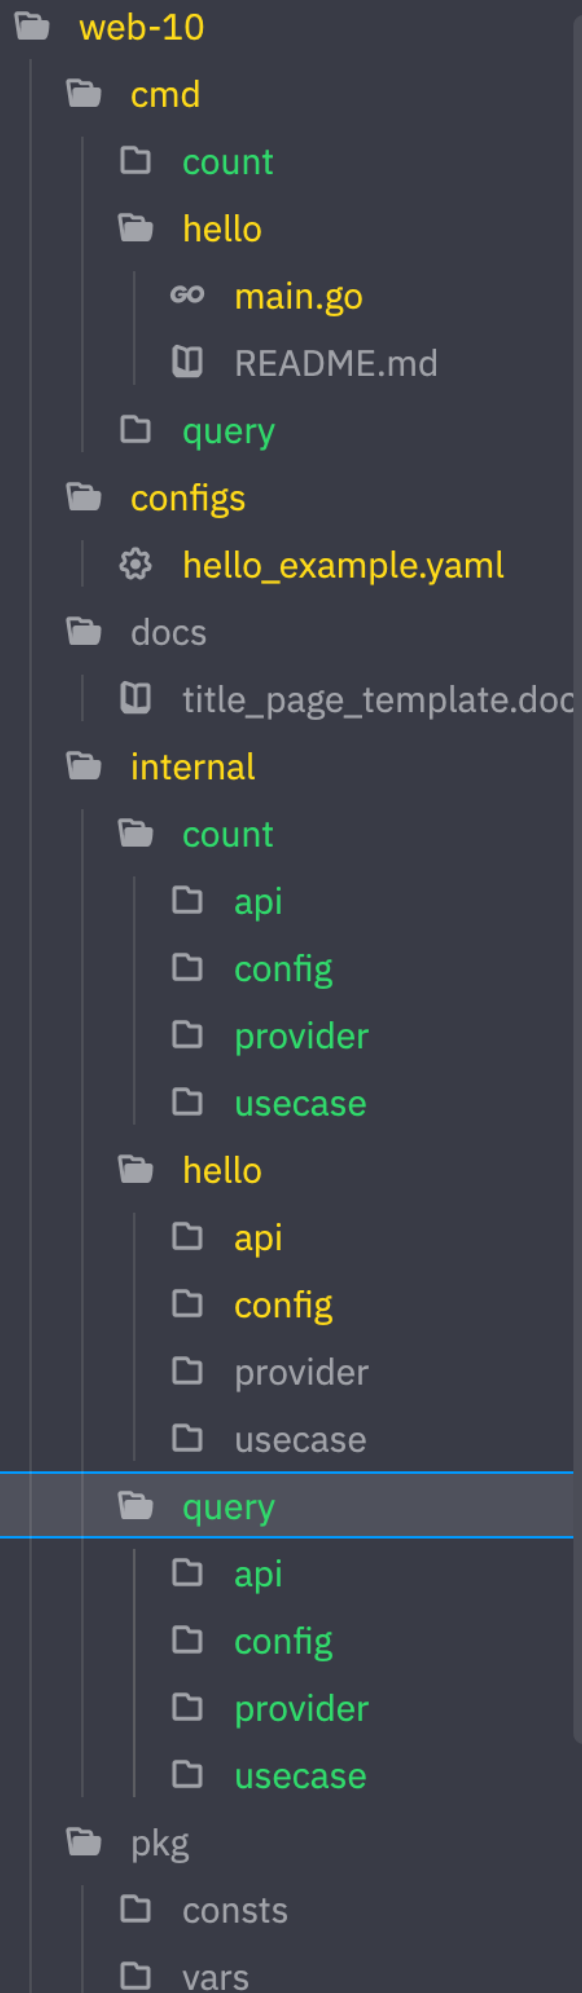 web-10
cmd
count
hello
GO main.go
README.md
query
configs
hello_example.yaml
docs
title_page_template.doc
internal
count
api
config
provider
usecase
hello
api
config
provider
usecase
query
api
config
provider
usecase
pkg
consts
vars